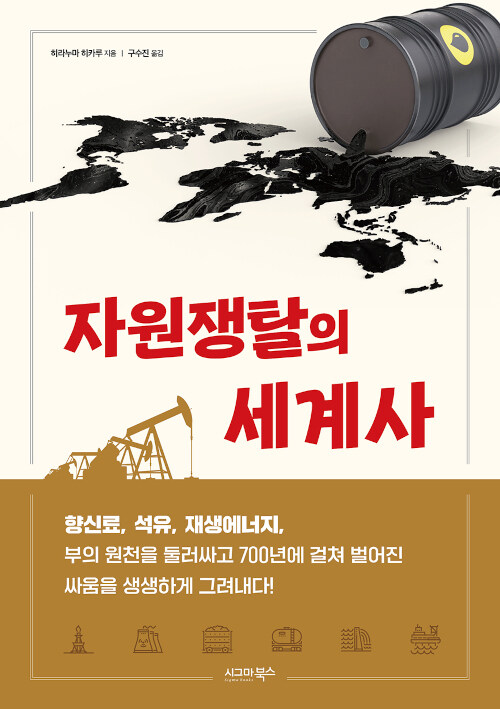 히라누마 히카루 지음 | 구수진 옮김
자원쟁탈의
세계사
향신료, 석유, 재생에너지,
부의 원천을 둘러싸고 700년에 걸쳐 벌어진
싸움을 생생하게 그려내다!
시그마북스
Sigma Books